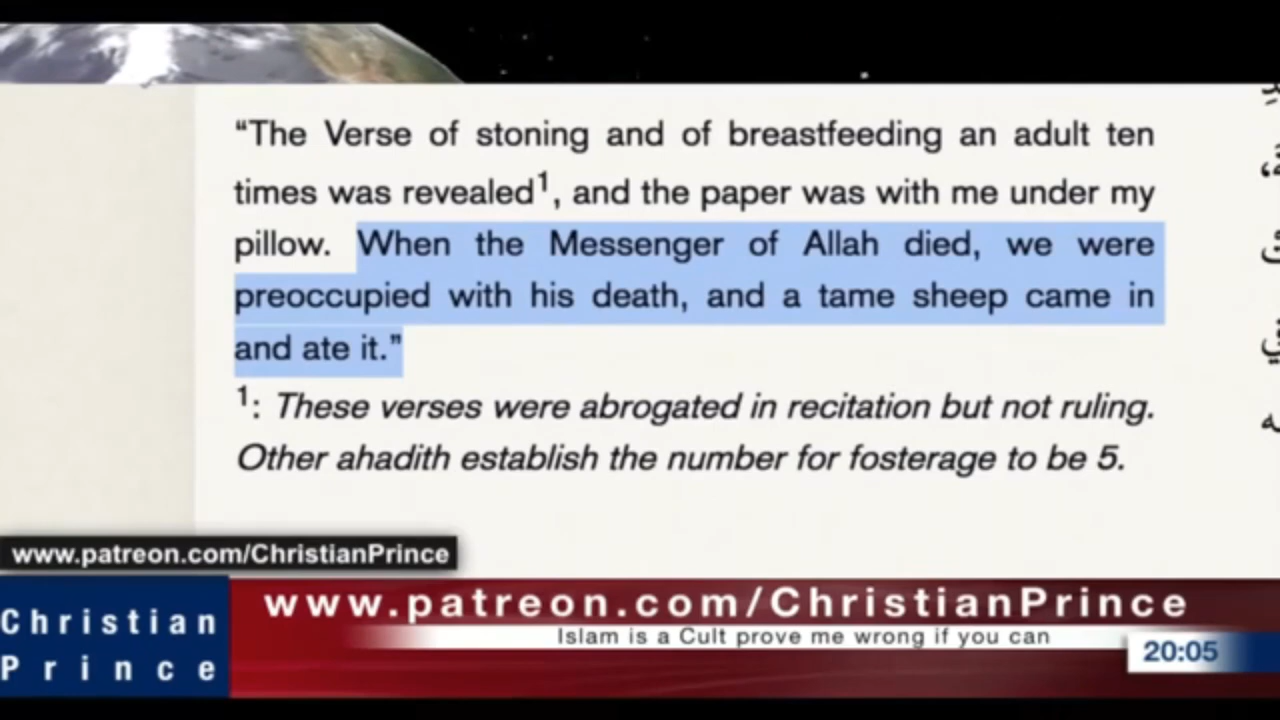 “The Verse of stoning and of breastfeeding an adult ten
times was revealed1, and the paper was with me under my
pillow. When the Messenger of Allah died, we were
preoccupied with his death, and a tame sheep came in
and ate it.”
1: These verses were abrogated in recitation but not ruling.
Other ahadith establish the number for fosterage to be 5.
www.patreon.com/ChristianPrince
Christian
Prince
www.patreon.com/ChristianPrince
Islam is a Cult prove me wrong if you can
20:05